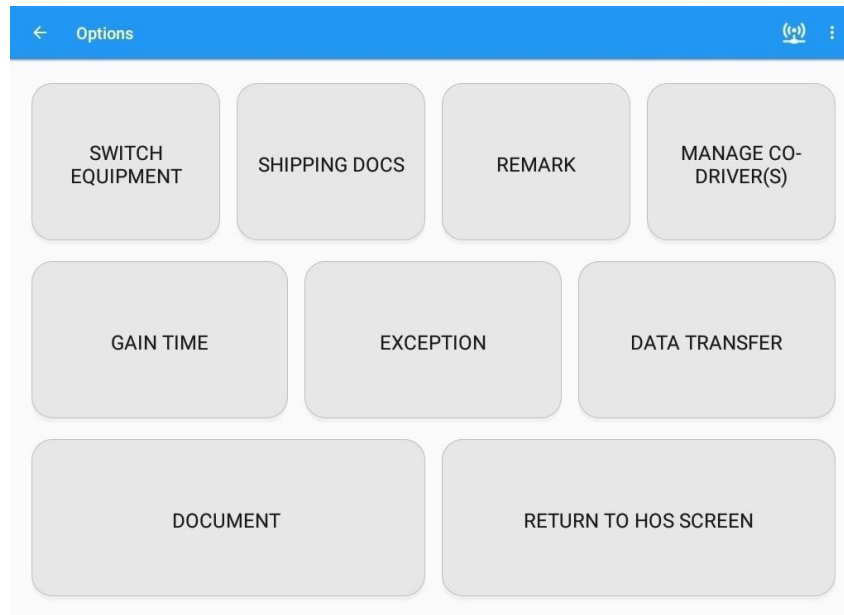 Options
SWITCH
EQUIPMENT
SHIPPING DOCS
REMARK
MANAGE CO-
DRIVER(S)
GAIN TIME
EXCEPTION
DATA TRANSFER
DOCUMENT
RETURN TO HOS SCREEN